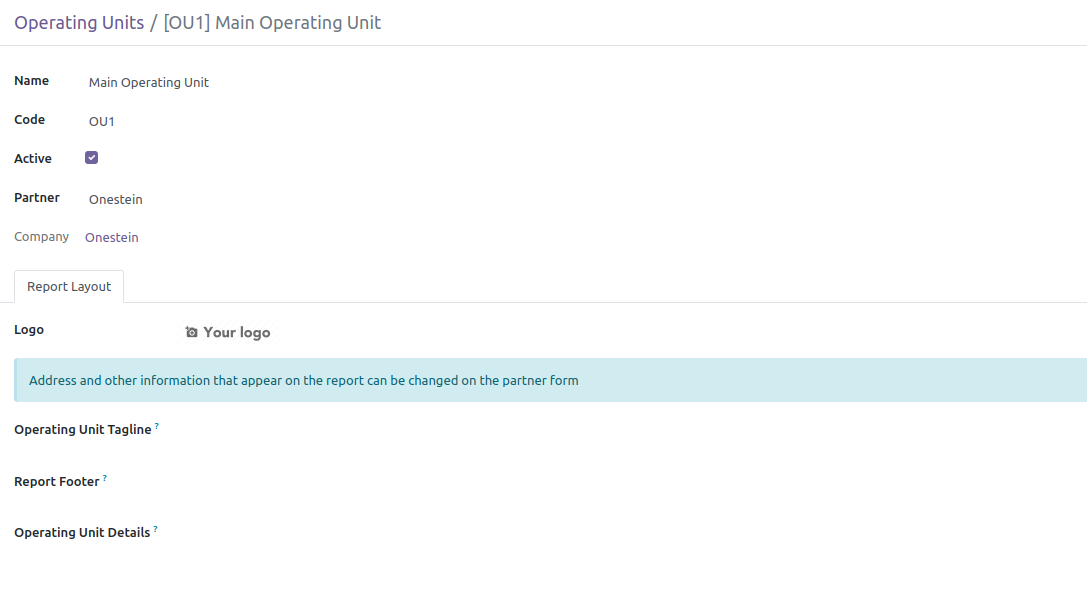 Operating Units / [OU1] Main Operating Unit
Name Main Operating Unit
Code OU1
Active
Partner Onestein
Company Onestein
Report Layout
Logo Your logo
Address and other information that appear on the report can be changed on the partner form
Operating Unit Tagline ?
Report Footer ?
Operating Unit Details ?